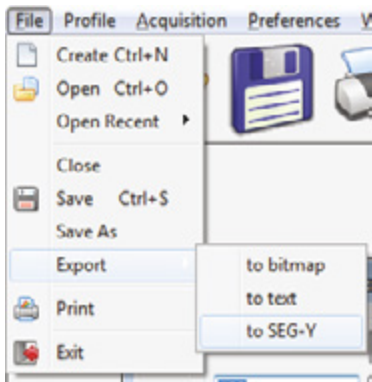 File Profile Acquisition Preferences
Create Ctrl+N
Open Ctrl+O
Open Recent
Close
Save Ctrl+S
Save As
Export
to bitmap
to text
to SEG-Y
Print
Exit